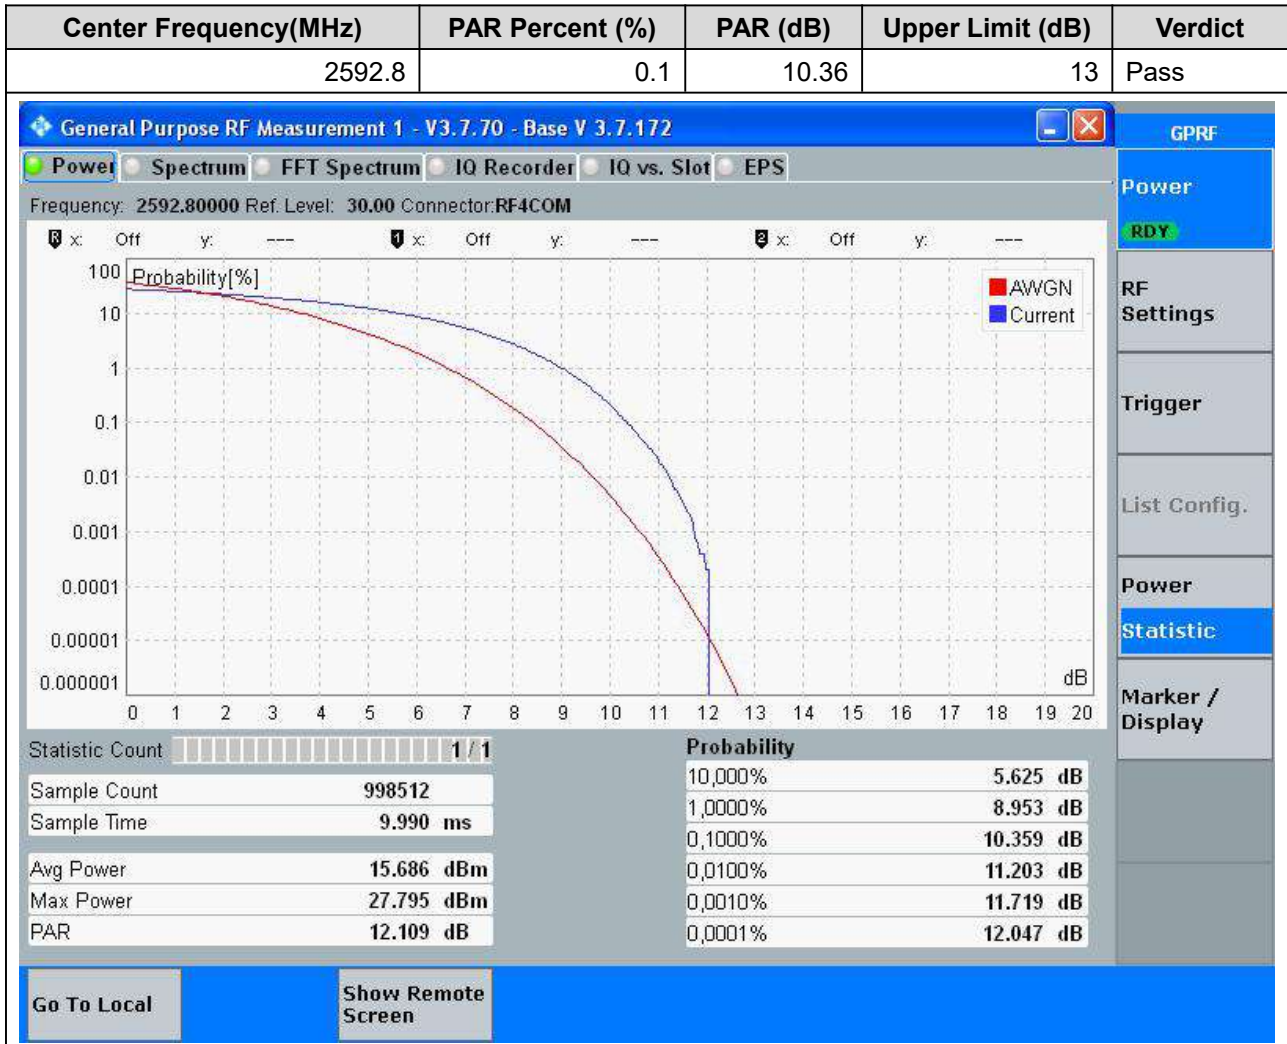 Center Frequency(MHz) PAR Percent (%) PAR (dB) Upper Limit (dB) Verdict
2592.8 0.1 10.36 13 Pass
General Purpose RF Measurement 1 - V3.7.70 - Base V 3.7.172
GPRF
Power Spectrum FFT Spectrum IQ Recorder IQ vs. Slot EPS
Power
RDY
Frequency: 2592.80000 Ref. Level: 30.00 Connector:RF4COM
R x: Off y: --- 1 x: Off y: --- 2 x: Off y: ---
Probability[%]
AWGN
Current
100
10
1
0.1
0.01
0.001
0.0001
0.00001
0.000001
dB
0 1 2 3 4 5 6 7 8 9 10 11 12 13 14 15 16 17 18 19 20
RF
Settings
Trigger
List Config.
Power
Statistic
Marker /
Display
Statistic Count 1 / 1
Sample Count 998512
Sample Time 9.990 ms
Avg Power 15.686 dBm
Max Power 27.795 dBm
PAR 12.109 dB
Probability
10,000% 5.625 dB
1,0000% 8.953 dB
0,1000% 10.359 dB
0,0100% 11.203 dB
0,0010% 11.719 dB
0,0001% 12.047 dB
Go To Local
Show Remote
Screen